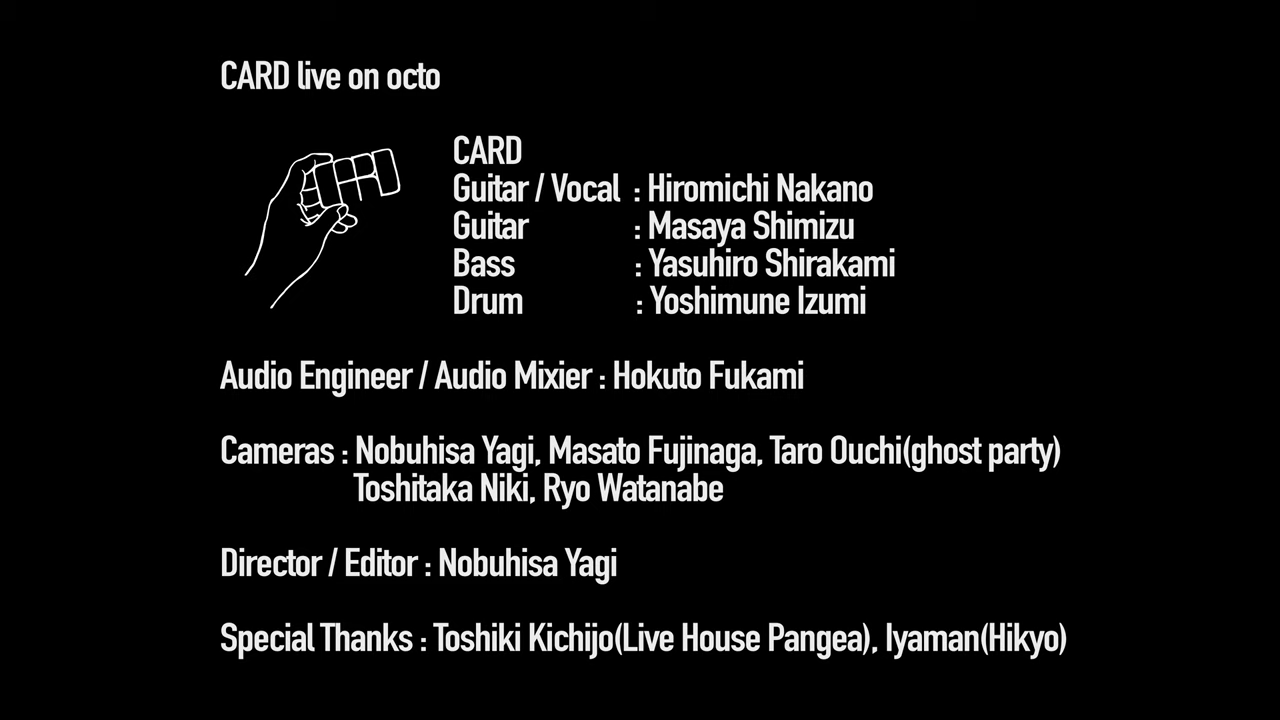 CARD live on octo
CARD
Guitar / Vocal : Hiromichi Nakano
Guitar : Masaya Shimizu
Bass : Yasuhiro Shirakami
Drum : Yoshimune Izumi
Audio Engineer / Audio Mixier : Hokuto Fukami
Cameras : Nobuhisa Yagi, Masato Fujinaga, Taro Ouchi(ghost party)
Toshitaka Niki, Ryo Watanabe
Director / Editor : Nobuhisa Yagi
Special Thanks : Toshiki Kichijo(Live House Pangea), Iyaman(Hikyo)